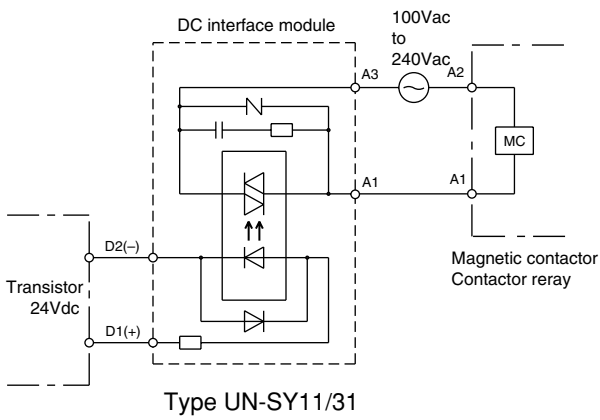 DC interface module
100Vac
to
240Vac
A3
A2
MC
A1
A1
D2(–)
Transistor
24Vdc
D1(+)
Magnetic contactor
Contactor reray
Type UN-SY11/31